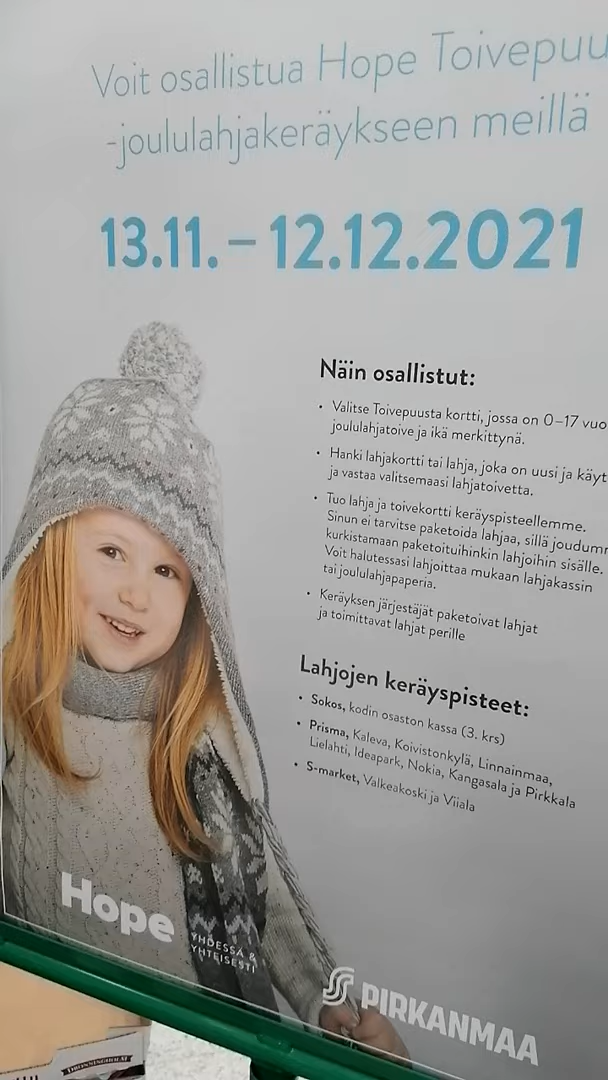 Voit osallistua Hope Toivepuu
-joululahjakeräykseen meillä
13.11. – 12.12.2021
Näin osallistut:
• Valitse Toivepuusta kortti, jossa on 0–17 vuo
joululahjatoive ja ikä merkittynä.
• Hanki lahjakortti tai lahja, joka on uusi ja käyt
ja vastaa valitsemaasi lahjatoivetta.
• Tuo lahja ja toivekortti keräyspisteellemme.
Sinun ei tarvitse paketoida lahjaa, sillä joudumm
kurkistamaan paketoituihinkin lahjoihin sisälle.
Voit halutessasi lahjoittaa mukaan lahjakassin
tai joululahjapaperia.
• Keräyksen järjestäjät paketoivat lahjat
ja toimittavat lahjat perille
Lahjojen keräyspisteet:
• Sokos, kodin osaston kassa (3. krs)
• Prisma, Kaleva, Koivistonkylä, Linnainmaa,
Lielahti, Ideapark, Nokia, Kangasala ja Pirkkala
• S-market, Valkeakoski ja Viiala
Hope
YHDESSÄ &
YHTEISESTI
PIRKANMAA
DRONNINGHOLM